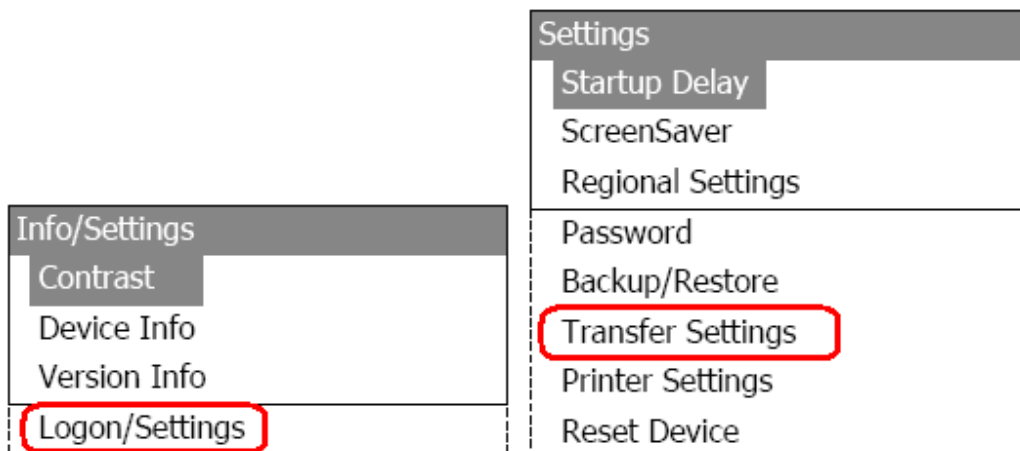 Info/Settings
Contrast
Device Info
Version Info
Logon/Settings
Settings
Startup Delay
ScreenSaver
Regional Settings
Password
Backup/Restore
Transfer Settings
Printer Settings
Reset Device